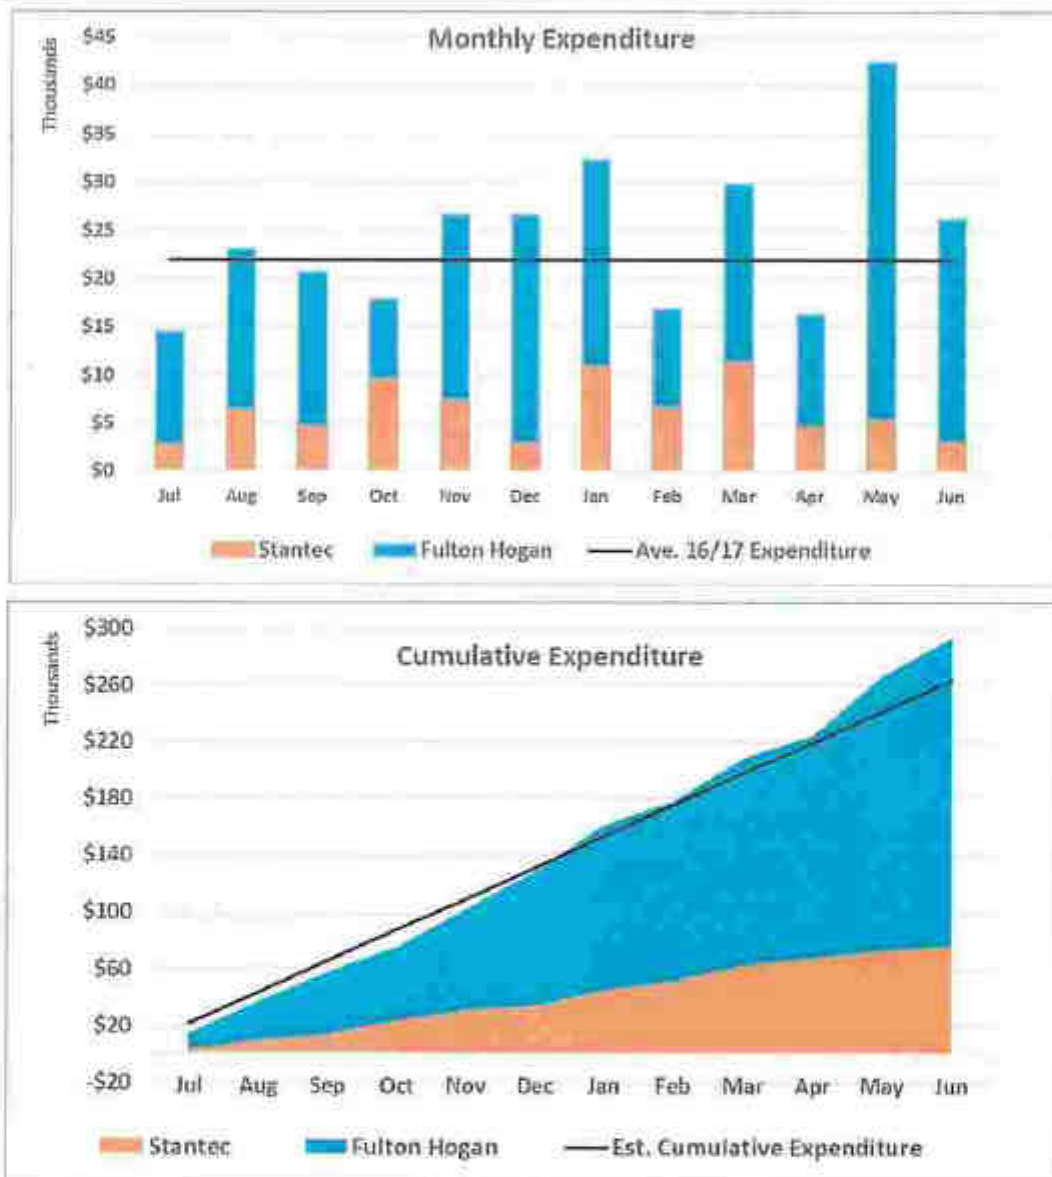 Monthly Expenditure
Thousands
$45
$40
$35
$30
$25
$20
$15
$10
$5
$0
Jul Aug Sep Oct Nov Dec Jan Feb Mar Apr May Jun
Stantec Fulton Hogan Ave. 16/17 Expenditure
Cumulative Expenditure
Thousands
$300
$260
$220
$180
$140
$100
$60
$20
-$20
Jul Aug Sep Oct Nov Dec Jan Feb Mar Apr May Jun
Stantec Fulton Hogan Est. Cumulative Expenditure